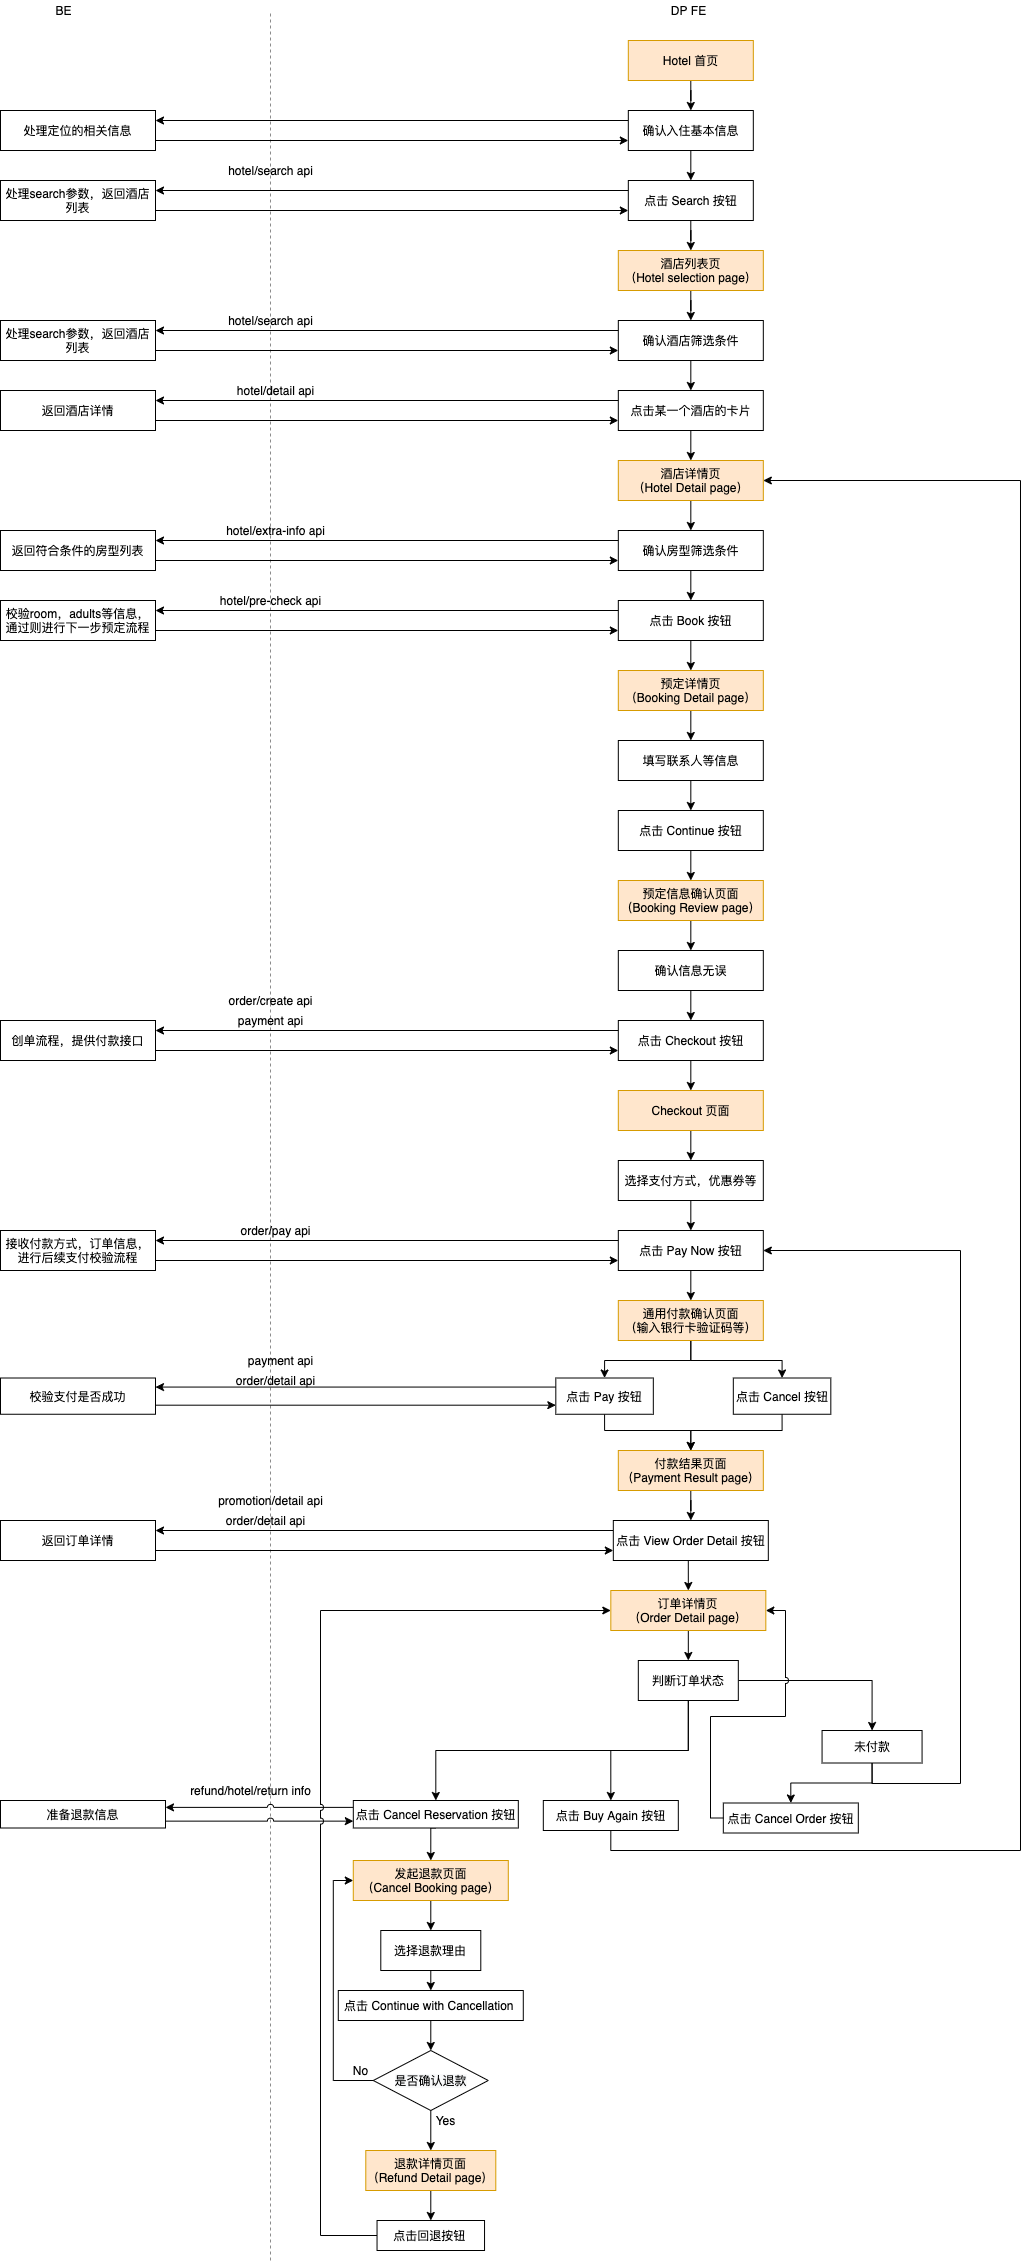 BE
DP FE
Hotel 首页
处理定位的相关信息
确认入住基本信息
hotel/search api
处理search参数，返回酒店
列表
点击 Search 按钮
酒店列表页
（Hotel selection page）
hotel/search api
处理search参数，返回酒店
列表
确认酒店筛选条件
hotel/detail api
返回酒店详情
点击某一个酒店的卡片
酒店详情页
（Hotel Detail page）
hotel/extra-info api
返回符合条件的房型列表
确认房型筛选条件
hotel/pre-check api
校验room，adults等信息，
通过则进行下一步预定流程
点击 Book 按钮
预定详情页
（Booking Detail page）
填写联系人等信息
点击 Continue 按钮
预定信息确认页面
（Booking Review page）
确认信息无误
order/create api
payment api
创单流程，提供付款接口
点击 Checkout 按钮
Checkout 页面
选择支付方式，优惠券等
order/pay api
接收付款方式，订单信息，
进行后续支付校验流程
点击 Pay Now 按钮
通用付款确认页面
（输入银行卡验证码等）
payment api
order/detail api
校验支付是否成功
点击 Pay 按钮
点击 Cancel 按钮
付款结果页面
（Payment Result page）
promotion/detail api
order/detail api
返回订单详情
点击 View Order Detail 按钮
订单详情页
（Order Detail page）
判断订单状态
未付款
refund/hotel/return info
准备退款信息
点击 Cancel Reservation 按钮
点击 Buy Again 按钮
点击 Cancel Order 按钮
发起退款页面
（Cancel Booking page）
选择退款理由
点击 Continue with Cancellation
No
是否确认退款
Yes
退款详情页面
（Refund Detail page）
点击回退按钮